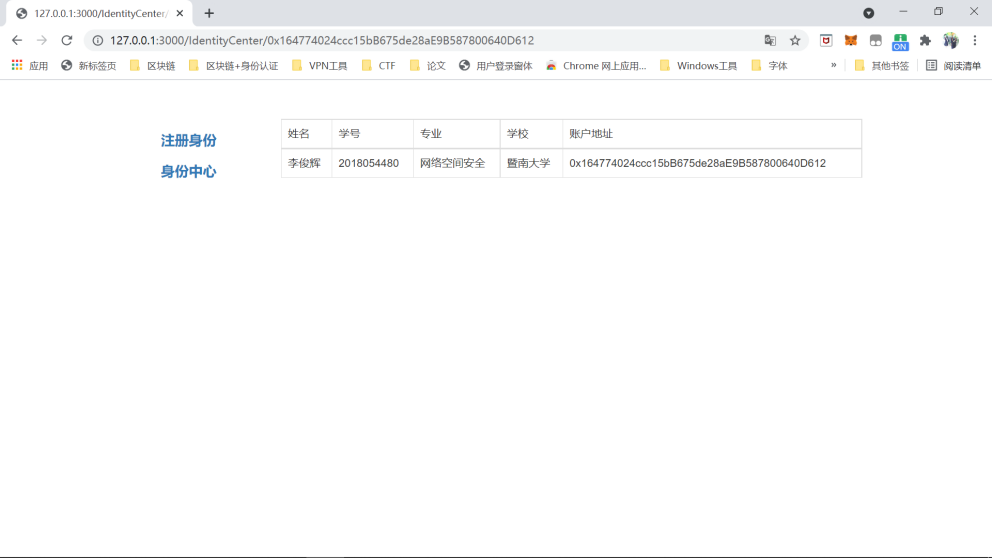 127.0.0.1:3000/IdentityCenter/
127.0.0.1:3000/IdentityCenter/0x164774024ccc15bB675de28aE9B587800640D612
ON
应用 新标签页 区块链 区块链+身份认证 VPN工具 CTF 论文 用户登录窗体 Chrome 网上应用... Windows工具 字体 » 其他书签 阅读清单
注册身份
身份中心
姓名 学号 专业 学校 账户地址
李俊辉 2018054480 网络空间安全 暨南大学 0x164774024ccc15bB675de28aE9B587800640D612